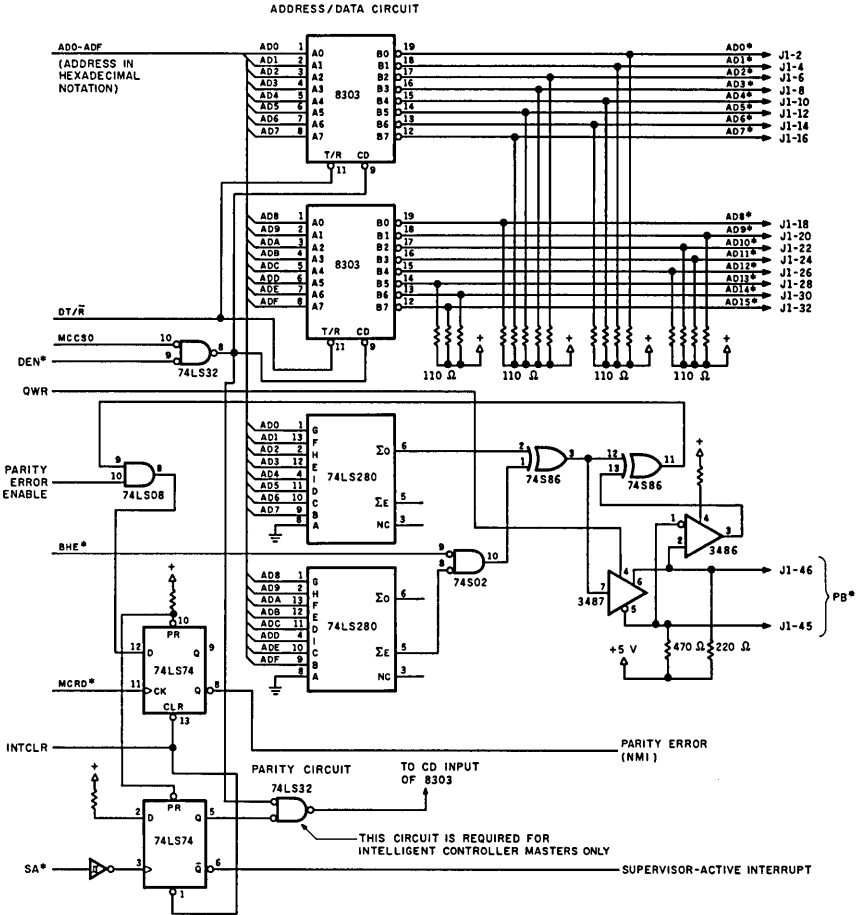 ADDRESS/DATA CIRCUIT
AD0-ADF
(ADDRESS IN
HEXADECIMAL
NOTATION)
AD0 1 A0
AD1 2 A1
AD2 3 A2
AD3 4 A3
AD4 5 A4
AD5 6 A5
AD6 7 A6
AD7 8 A7
8303
T/R CD
11 9
B0 19 AD0* J1-2
B1 18 AD1* J1-4
B2 17 AD2* J1-6
B3 16 AD3* J1-8
B4 15 AD4* J1-10
B5 14 AD5* J1-12
B6 13 AD6* J1-14
B7 12 AD7* J1-16
AD8 1 A0
AD9 2 A1
ADA 3 A2
ADB 4 A3
ADC 5 A4
ADD 6 A5
ADE 7 A6
ADF 8 A7
8303
T/R CD
11 9
B0 19 AD8* J1-18
B1 18 AD9* J1-20
B2 17 AD10* J1-22
B3 16 AD11* J1-24
B4 15 AD12* J1-26
B5 14 AD13* J1-28
B6 13 AD14* J1-30
B7 12 AD15* J1-32
+ + + +
110 Ω 110 Ω 110 Ω 110 Ω
DT/R̅
MCCSO 10
DEN* 9
8
74LS32
QWR
PARITY
ERROR
ENABLE
9
10
8
74LS08
AD0 1 G
AD1 13 F
AD2 2 H
AD3 12 E
AD4 4 I
AD5 11 D
AD6 10 C
AD7 9 B
8 A
74LS280
ΣO 6
ΣE 5
NC 3
2
1
3
74S86
12
13
11
74S86
+
4
1
2
3
3486
BHE*
9
8
10
74S02
AD8 1 G
AD9 2 H
ADA 13 F
ADB 12 E
ADC 11 D
ADD 4 I
ADE 10 C
ADF 9 B
8 A
74LS280
ΣO 6
ΣE 5
NC 3
7
4
6
5
3487
J1-46
J1-45
PB*
+5 V
470 Ω 220 Ω
+
10
PR
12 D Q 9
74LS74
MCRD* 11 CK Q 8
CLR
13
INTCLR
PARITY ERROR
(NMI)
PARITY CIRCUIT
TO CD INPUT
OF 8303
74LS32
+
PR
2 D Q 5
74LS74
THIS CIRCUIT IS REQUIRED FOR
INTELLIGENT CONTROLLER MASTERS ONLY
SA* 3 Q̅ 6
SUPERVISOR-ACTIVE INTERRUPT
1